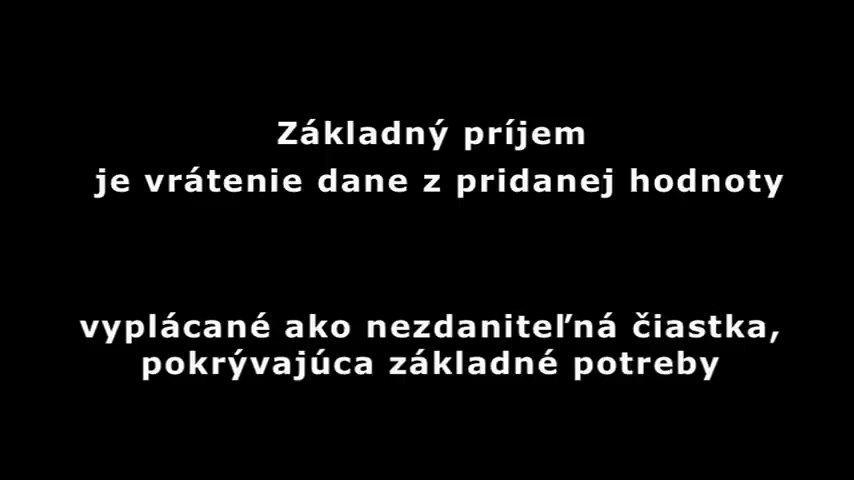 Základný príjem
je vrátenie dane z pridanej hodnoty
vyplácané ako nezdaniteľná čiastka,
pokrývajúca základné potreby